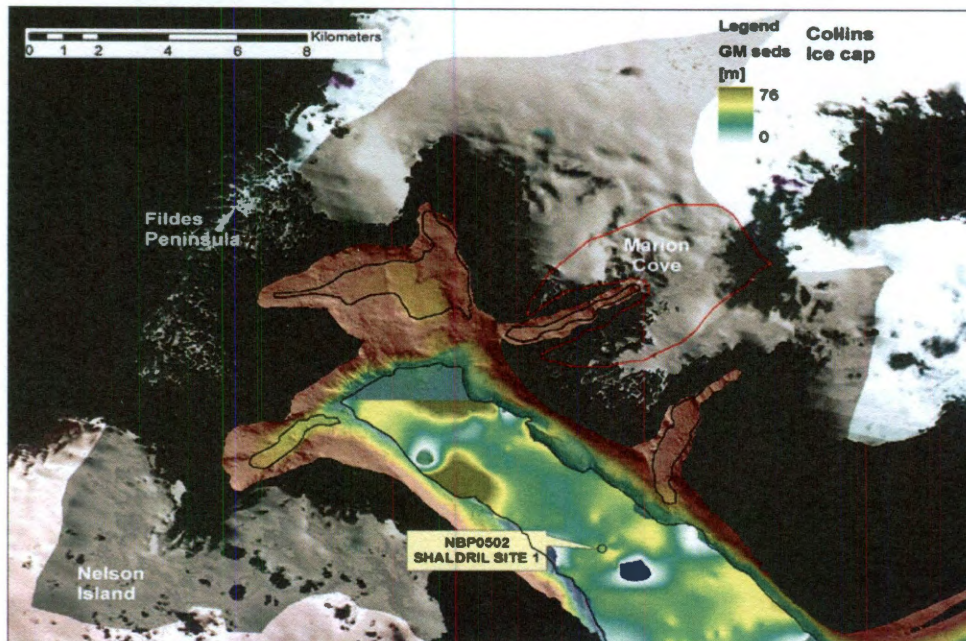 Kilometers
0 1 2 4 6 8
Legend
GM seds
[m]
76
0
Collins
Ice cap
Fildes
Peninsula
Marion
Cove
NBP0502
SHALDRIL SITE 1
Nelson
Island